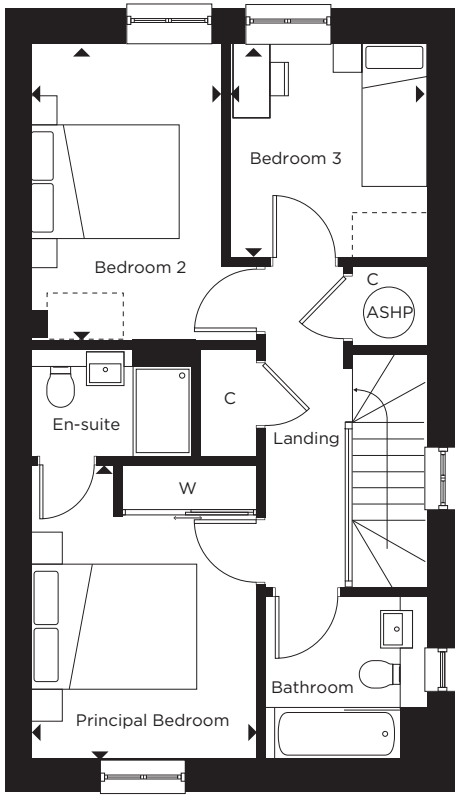 Bedroom 3
Bedroom 2
C
ASHP
C
En-suite
Landing
W
Bathroom
Principal Bedroom